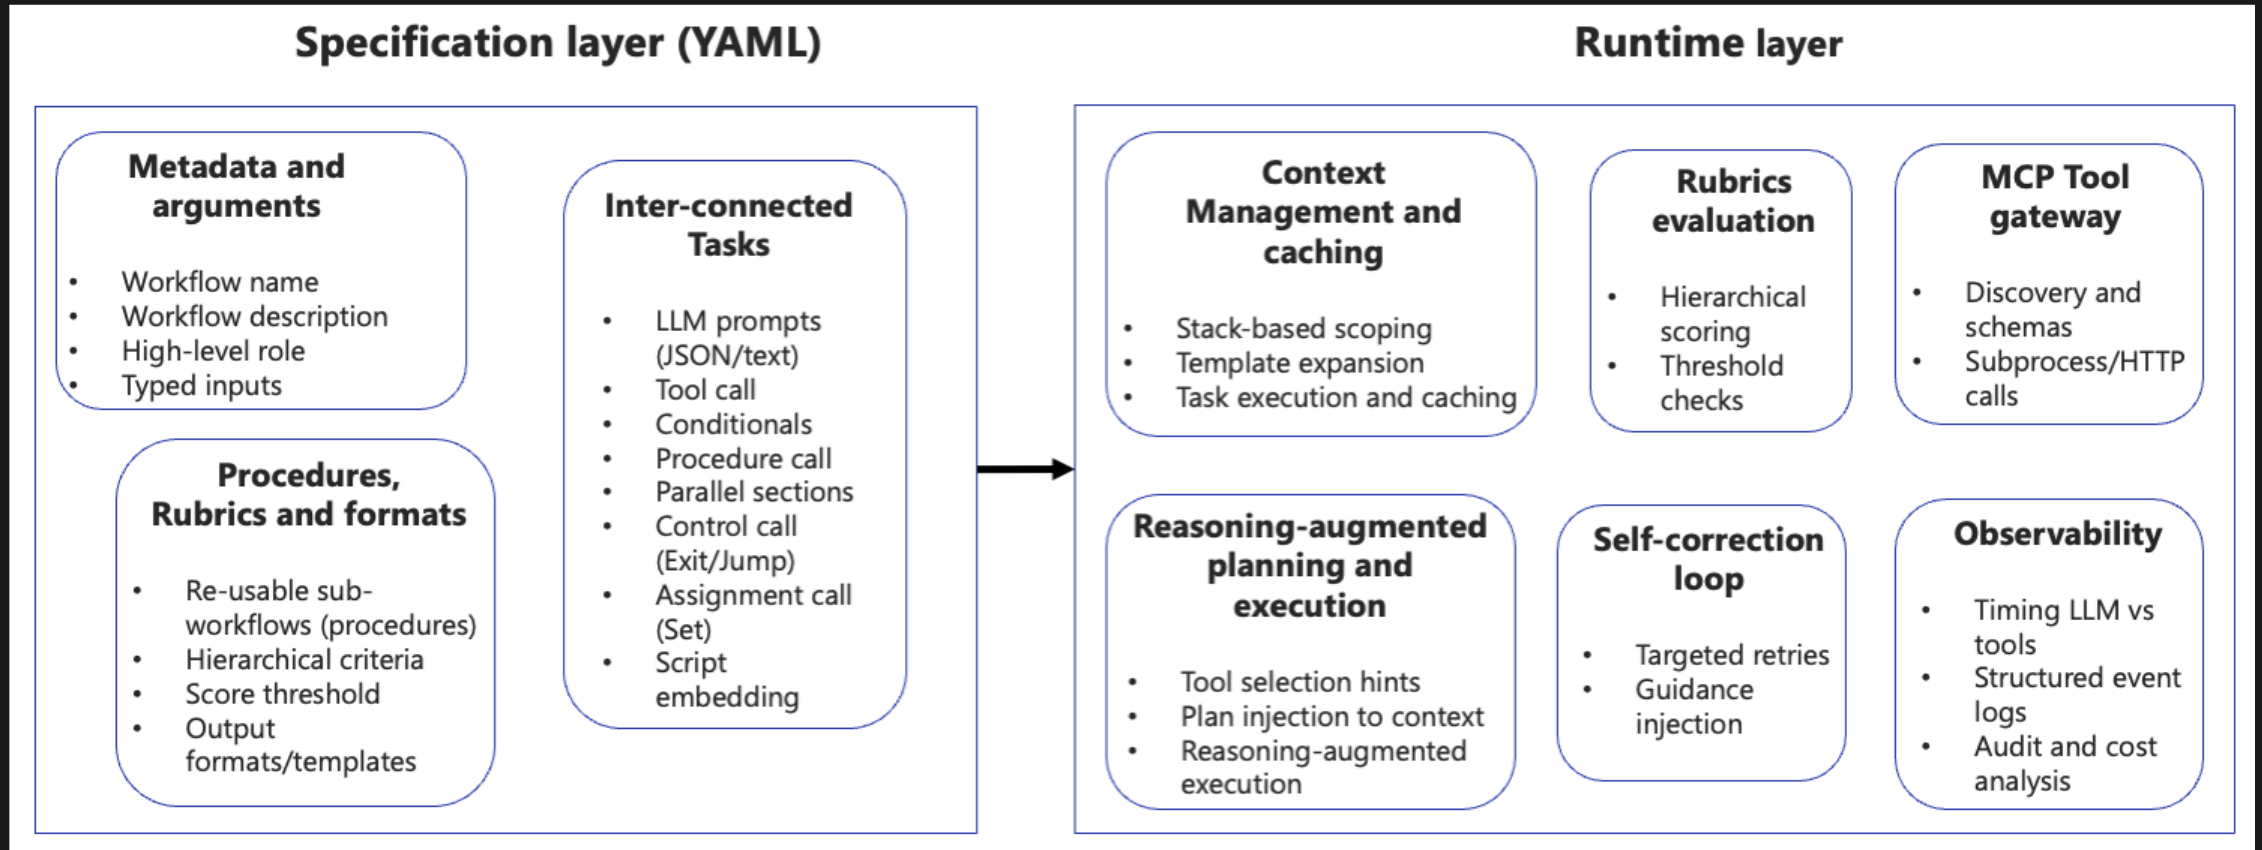 Specification layer (YAML)
Metadata and
arguments
• Workflow name
• Workflow description
• High-level role
• Typed inputs
Procedures,
Rubrics and formats
• Re-usable sub-
workflows (procedures)
• Hierarchical criteria
• Score threshold
• Output
formats/templates
Inter-connected
Tasks
• LLM prompts
(JSON/text)
• Tool call
• Conditionals
• Procedure call
• Parallel sections
• Control call
(Exit/Jump)
• Assignment call
(Set)
• Script
embedding
Runtime layer
Context
Management and
caching
• Stack-based scoping
• Template expansion
• Task execution and caching
Rubrics
evaluation
• Hierarchical
scoring
• Threshold
checks
MCP Tool
gateway
• Discovery and
schemas
• Subprocess/HTTP
calls
Reasoning-augmented
planning and
execution
• Tool selection hints
• Plan injection to context
• Reasoning-augmented
execution
Self-correction
loop
• Targeted retries
• Guidance
injection
Observability
• Timing LLM vs
tools
• Structured event
logs
• Audit and cost
analysis